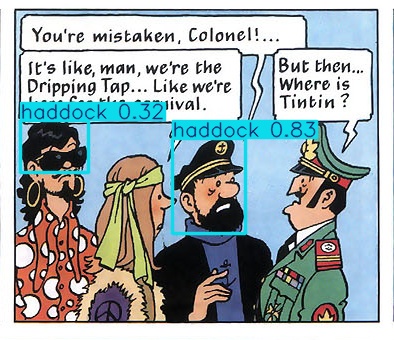 You're mistaken, Colonel!...
It's like, man, we're the
Dripping Tap... Like we're
carnival.
But then...
Where is
Tintin?
haddock 0.32
haddock 0.83